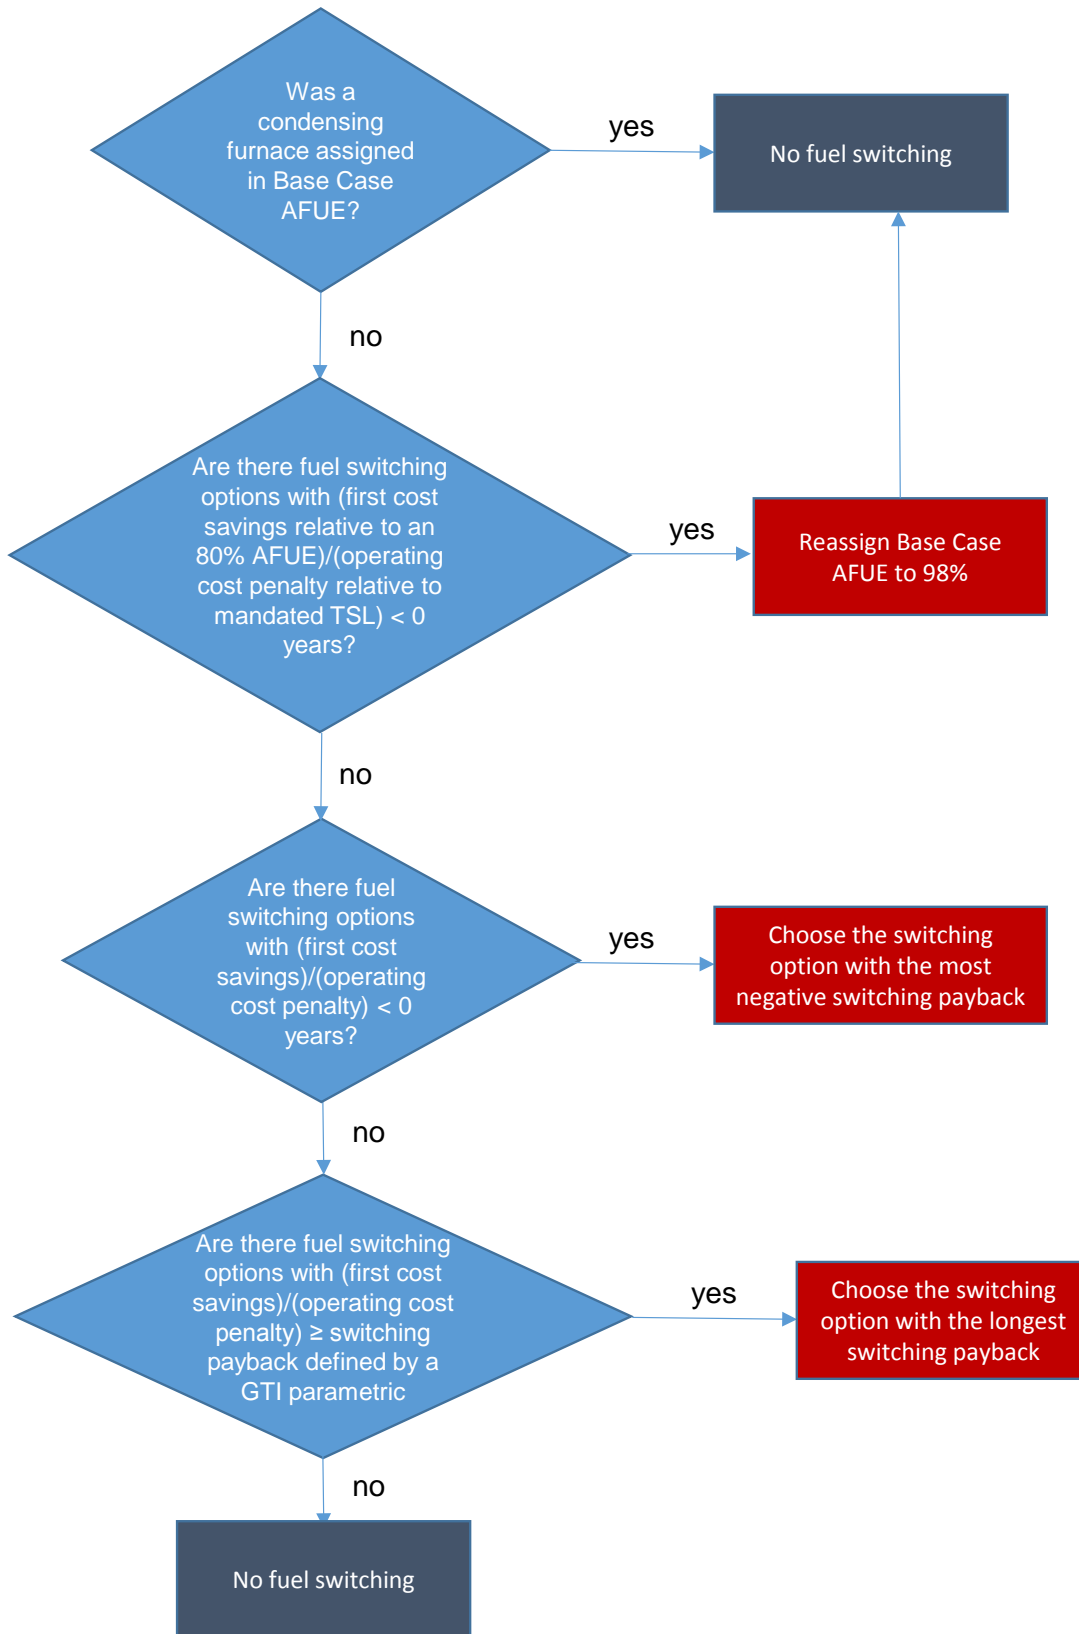 Was a
condensing
furnace assigned
in Base Case
AFUE?
yes
No fuel switching
no
Are there fuel switching
options with (first cost
savings relative to an
80% AFUE)/(operating
cost penalty relative to
mandated TSL) < 0
years?
yes
Reassign Base Case
AFUE to 98%
no
Are there fuel
switching options
with (first cost
savings)/(operating
cost penalty) < 0
years?
yes
Choose the switching
option with the most
negative switching payback
no
Are there fuel switching
options with (first cost
savings)/(operating cost
penalty) ≥ switching
payback defined by a
GTI parametric
yes
Choose the switching
option with the longest
switching payback
no
No fuel switching